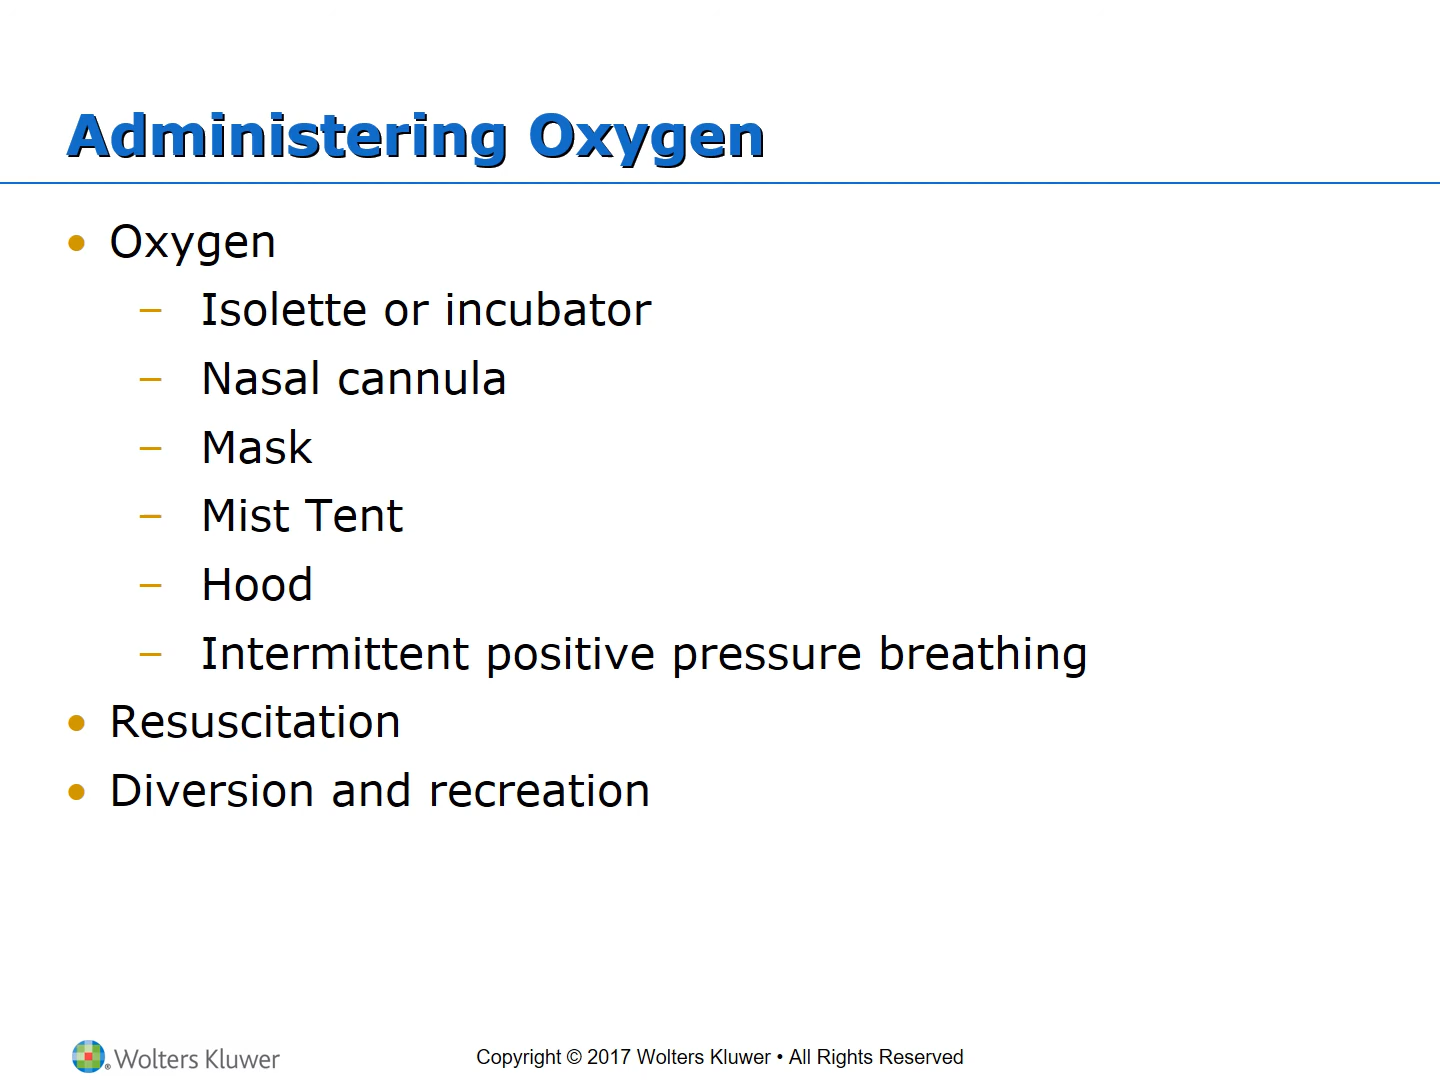 Administering Oxygen
• Oxygen
– Isolette or incubator
– Nasal cannula
– Mask
– Mist Tent
– Hood
– Intermittent positive pressure breathing
• Resuscitation
• Diversion and recreation
® Wolters Kluwer
Copyright © 2017 Wolters Kluwer • All Rights Reserved